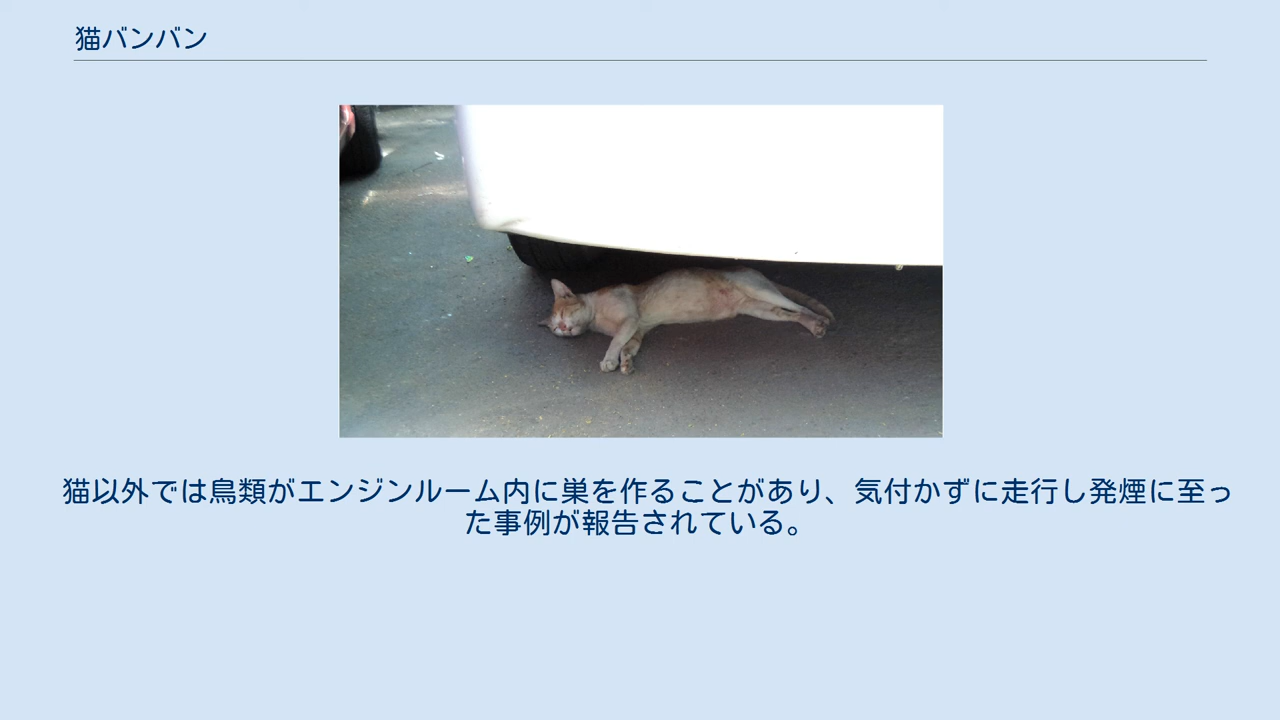 猫バンバン
猫以外では鳥類がエンジンルーム内に巣を作ることがあり、気付かずに走行し発煙に至っ
た事例が報告されている。